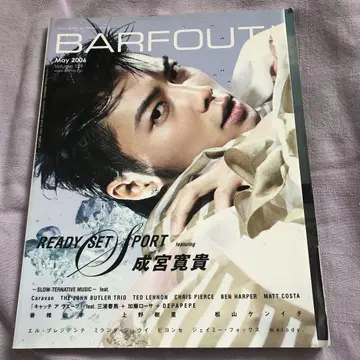 BARFOUT!
May 2006
Volume 129
READY SET SPORT featuring
成宮寛貴
〜SLOW-TERNATIVE MUSIC〜 feat.
Caravan THE JOHN BUTLER TRIO TED LENNON CHRIS PIERCE BEN HARPER MATT COSTA
「キャッチ ア ウェーブ」feat. 三浦春馬 + 加藤ローサ + DEPAPEPE
香椎由宇 上野樹里 松山ケンイチ
エル・プレジデンテ ミランダ・ジュライ ビヨンセ ジェイミー・フォックス melody.